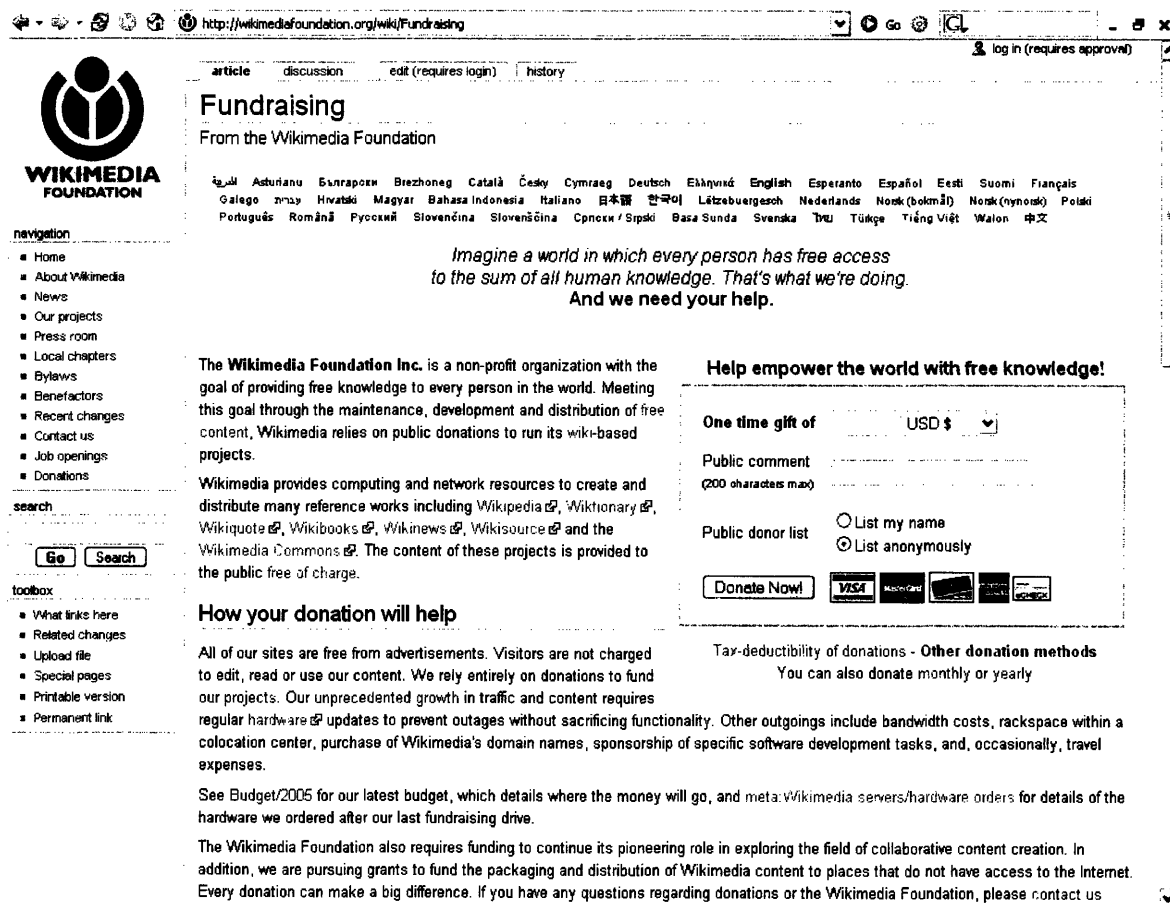 http://wikimediafoundation.org/wiki/Fundraising
Go
log in (requires approval)
article discussion edit (requires login) history
Fundraising
From the Wikimedia Foundation
WIKIMEDIA
FOUNDATION
العربية Asturianu Български Brezhoneg Català Česky Cymraeg Deutsch Ελληνικά English Esperanto Español Eesti Suomi Français
Galego עברית Hrvatski Magyar Bahasa Indonesia Italiano 日本語 한국어 Lëtzebuergesch Nederlands Norsk (bokmål) Norsk (nynorsk) Polski
Português Română Русский Slovenčina Slovenščina Српски / Srpski Basa Sunda Svenska ไทย Türkçe Tiếng Việt Walon 中文
navigation
Home
About Wikimedia
News
Our projects
Press room
Local chapters
Bylaws
Benefactors
Recent changes
Contact us
Job openings
Donations
search
Go Search
toolbox
What links here
Related changes
Upload file
Special pages
Printable version
Permanent link
Imagine a world in which every person has free access
to the sum of all human knowledge. That's what we're doing.
And we need your help.
The Wikimedia Foundation Inc. is a non-profit organization with the
goal of providing free knowledge to every person in the world. Meeting
this goal through the maintenance, development and distribution of free
content, Wikimedia relies on public donations to run its wiki-based
projects.
Wikimedia provides computing and network resources to create and
distribute many reference works including Wikipedia, Wiktionary,
Wikiquote, Wikibooks, Wikinews, Wikisource and the
Wikimedia Commons. The content of these projects is provided to
the public free of charge.
Help empower the world with free knowledge!
One time gift of USD $
Public comment
(200 characters max)
Public donor list
List my name
List anonymously
Donate Now! VISA MasterCard
Tax-deductibility of donations - Other donation methods
You can also donate monthly or yearly
How your donation will help
All of our sites are free from advertisements. Visitors are not charged
to edit, read or use our content. We rely entirely on donations to fund
our projects. Our unprecedented growth in traffic and content requires
regular hardware updates to prevent outages without sacrificing functionality. Other outgoings include bandwidth costs, rackspace within a
colocation center, purchase of Wikimedia's domain names, sponsorship of specific software development tasks, and, occasionally, travel
expenses.
See Budget/2005 for our latest budget, which details where the money will go, and meta:Wikimedia servers/hardware orders for details of the
hardware we ordered after our last fundraising drive.
The Wikimedia Foundation also requires funding to continue its pioneering role in exploring the field of collaborative content creation. In
addition, we are pursuing grants to fund the packaging and distribution of Wikimedia content to places that do not have access to the Internet.
Every donation can make a big difference. If you have any questions regarding donations or the Wikimedia Foundation, please contact us